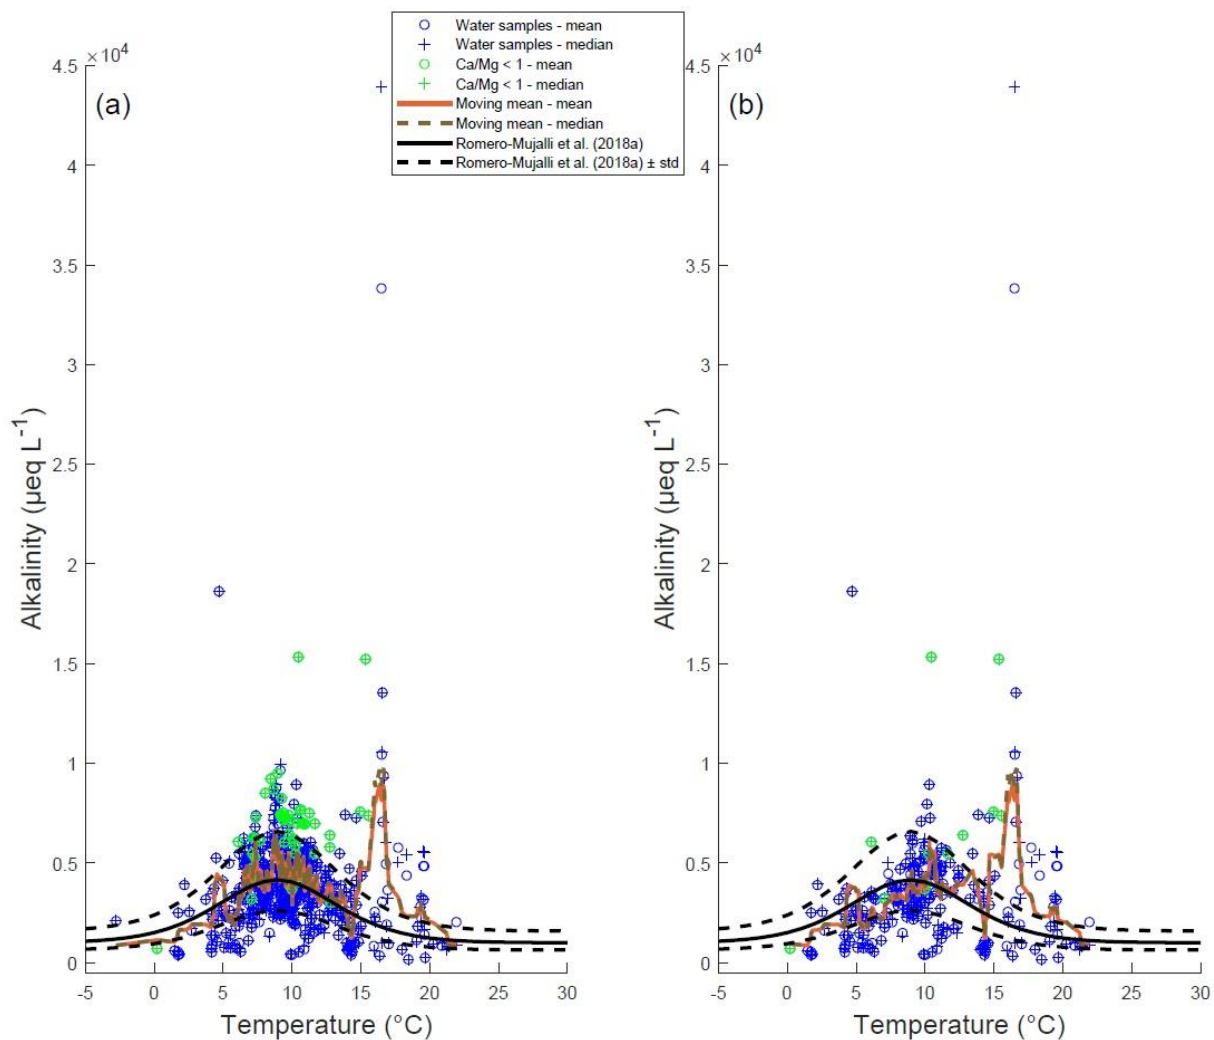 Water samples - mean
Water samples - median
Ca/Mg < 1 - mean
Ca/Mg < 1 - median
Moving mean - mean
Moving mean - median
Romero-Mujalli et al. (2018a)
Romero-Mujalli et al. (2018a) ± std
×10⁴
(a)
4.5
4
3.5
3
2.5
2
1.5
1
0.5
0
Alkalinity (μeq L⁻¹)
-5 0 5 10 15 20 25 30
Temperature (°C)
×10⁴
(b)
4.5
4
3.5
3
2.5
2
1.5
1
0.5
0
Alkalinity (μeq L⁻¹)
-5 0 5 10 15 20 25 30
Temperature (°C)